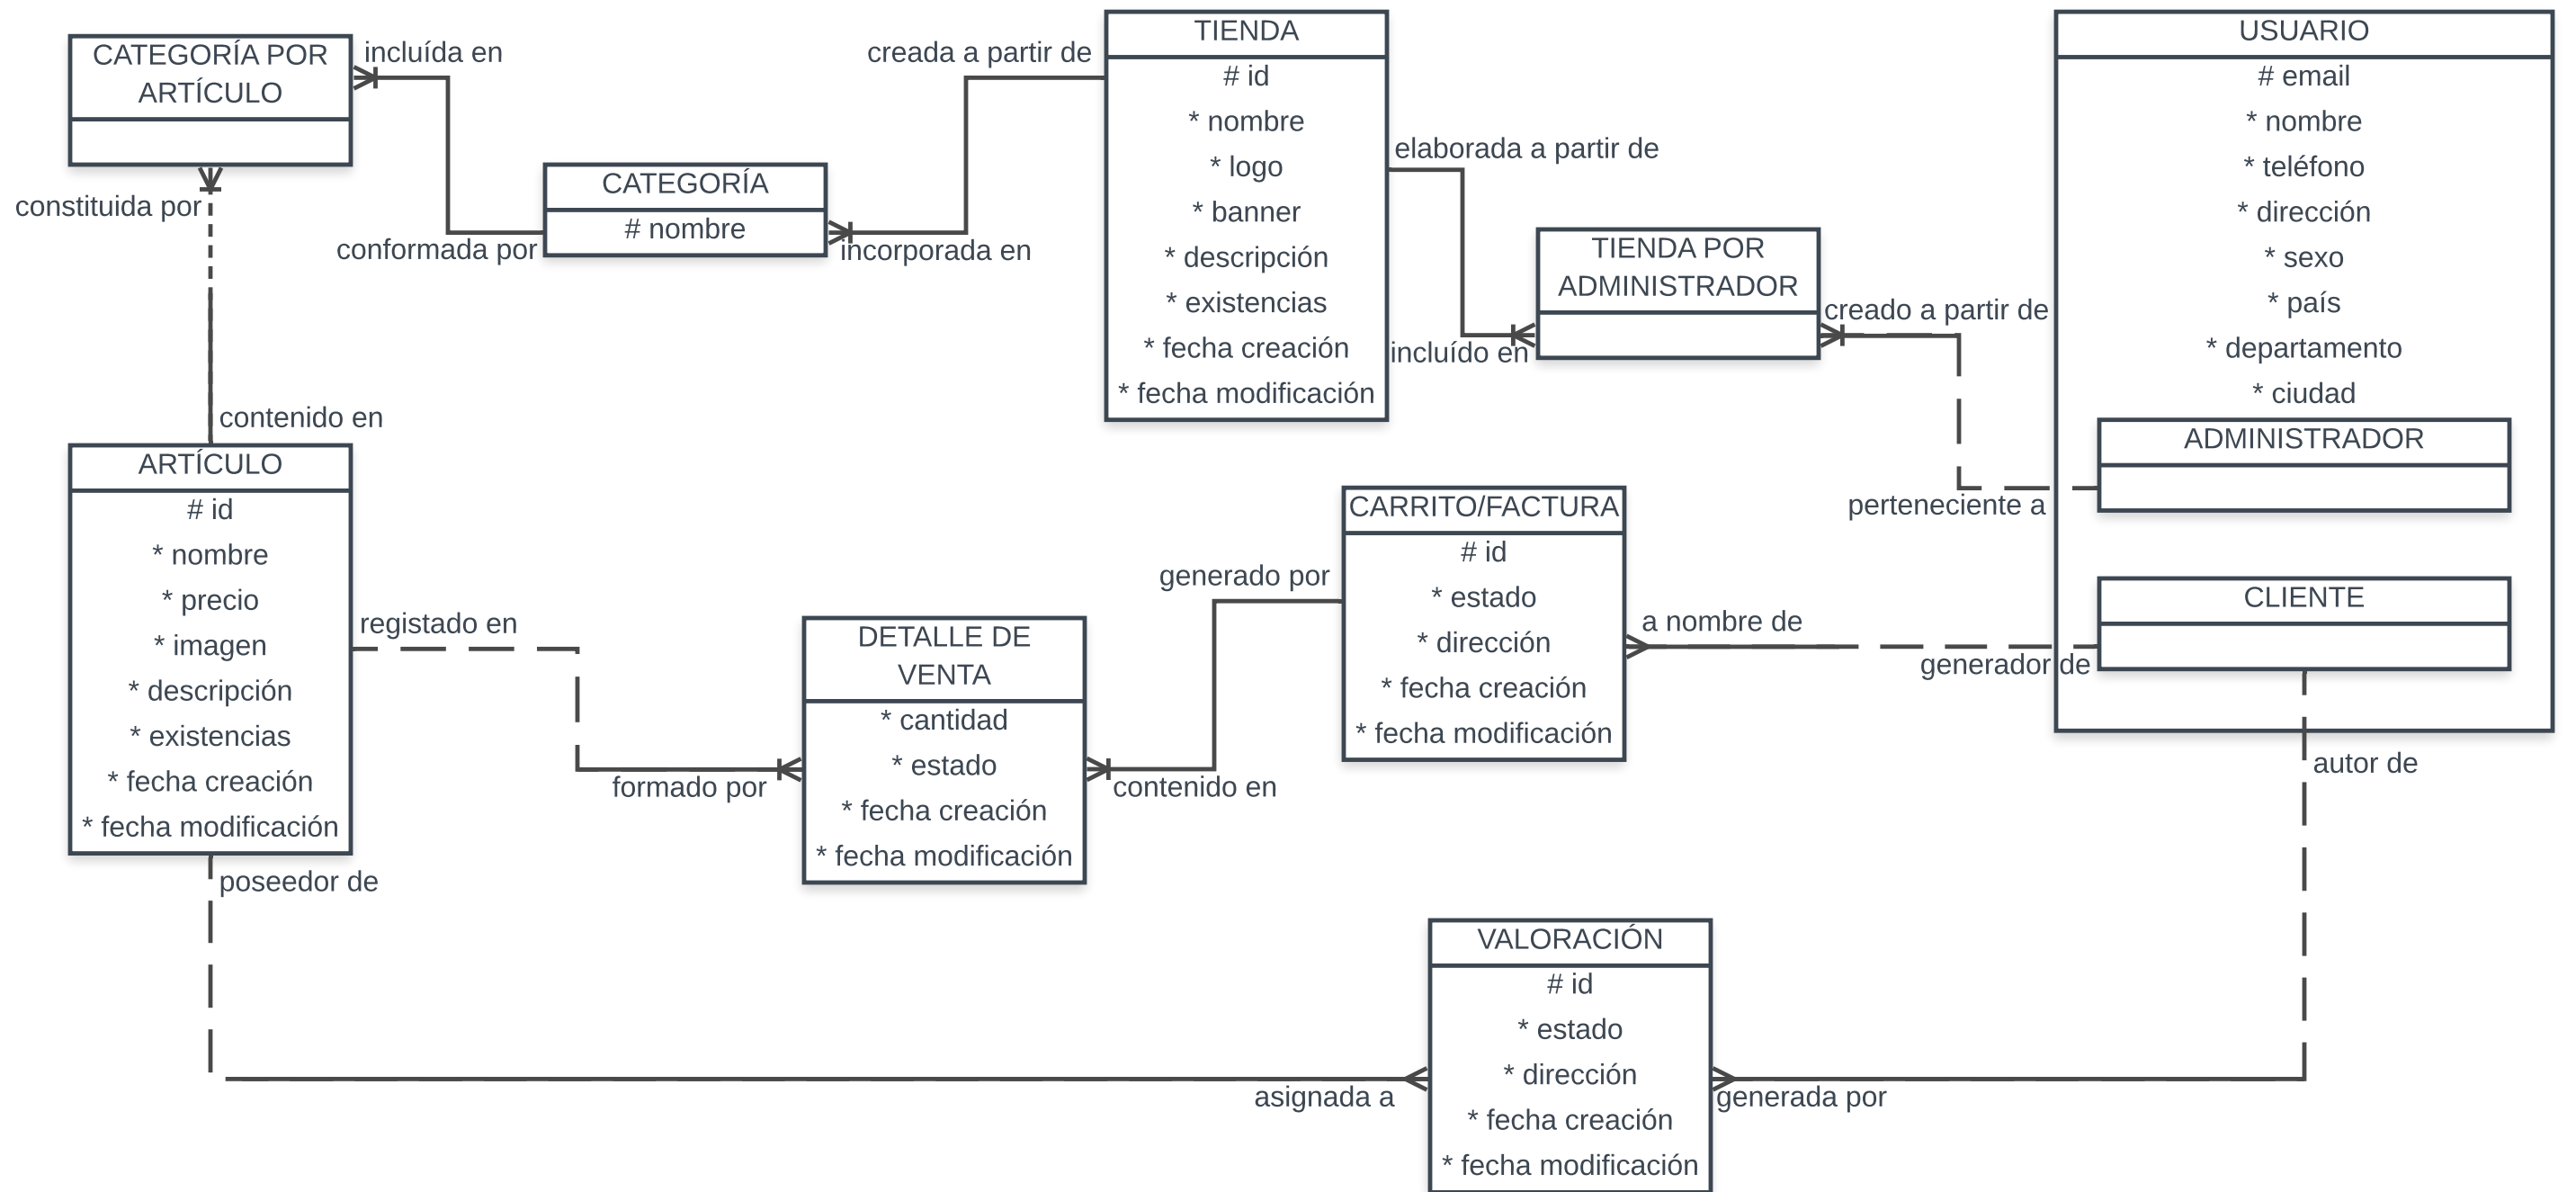 CATEGORÍA POR
ARTÍCULO
incluída en
constituida por
conformada por
CATEGORÍA
# nombre
incorporada en
creada a partir de
TIENDA
# id
* nombre
* logo
* banner
* descripción
* existencias
* fecha creación
* fecha modificación
elaborada a partir de
incluído en
TIENDA POR
ADMINISTRADOR
creado a partir de
perteneciente a
USUARIO
# email
* nombre
* teléfono
* dirección
* sexo
* país
* departamento
* ciudad
ADMINISTRADOR
CLIENTE
contenido en
ARTÍCULO
# id
* nombre
* precio
* imagen
* descripción
* existencias
* fecha creación
* fecha modificación
registado en
formado por
DETALLE DE
VENTA
* cantidad
* estado
* fecha creación
* fecha modificación
contenido en
generado por
CARRITO/FACTURA
# id
* estado
* dirección
* fecha creación
* fecha modificación
a nombre de
generador de
autor de
poseedor de
asignada a
VALORACIÓN
# id
* estado
* dirección
* fecha creación
* fecha modificación
generada por